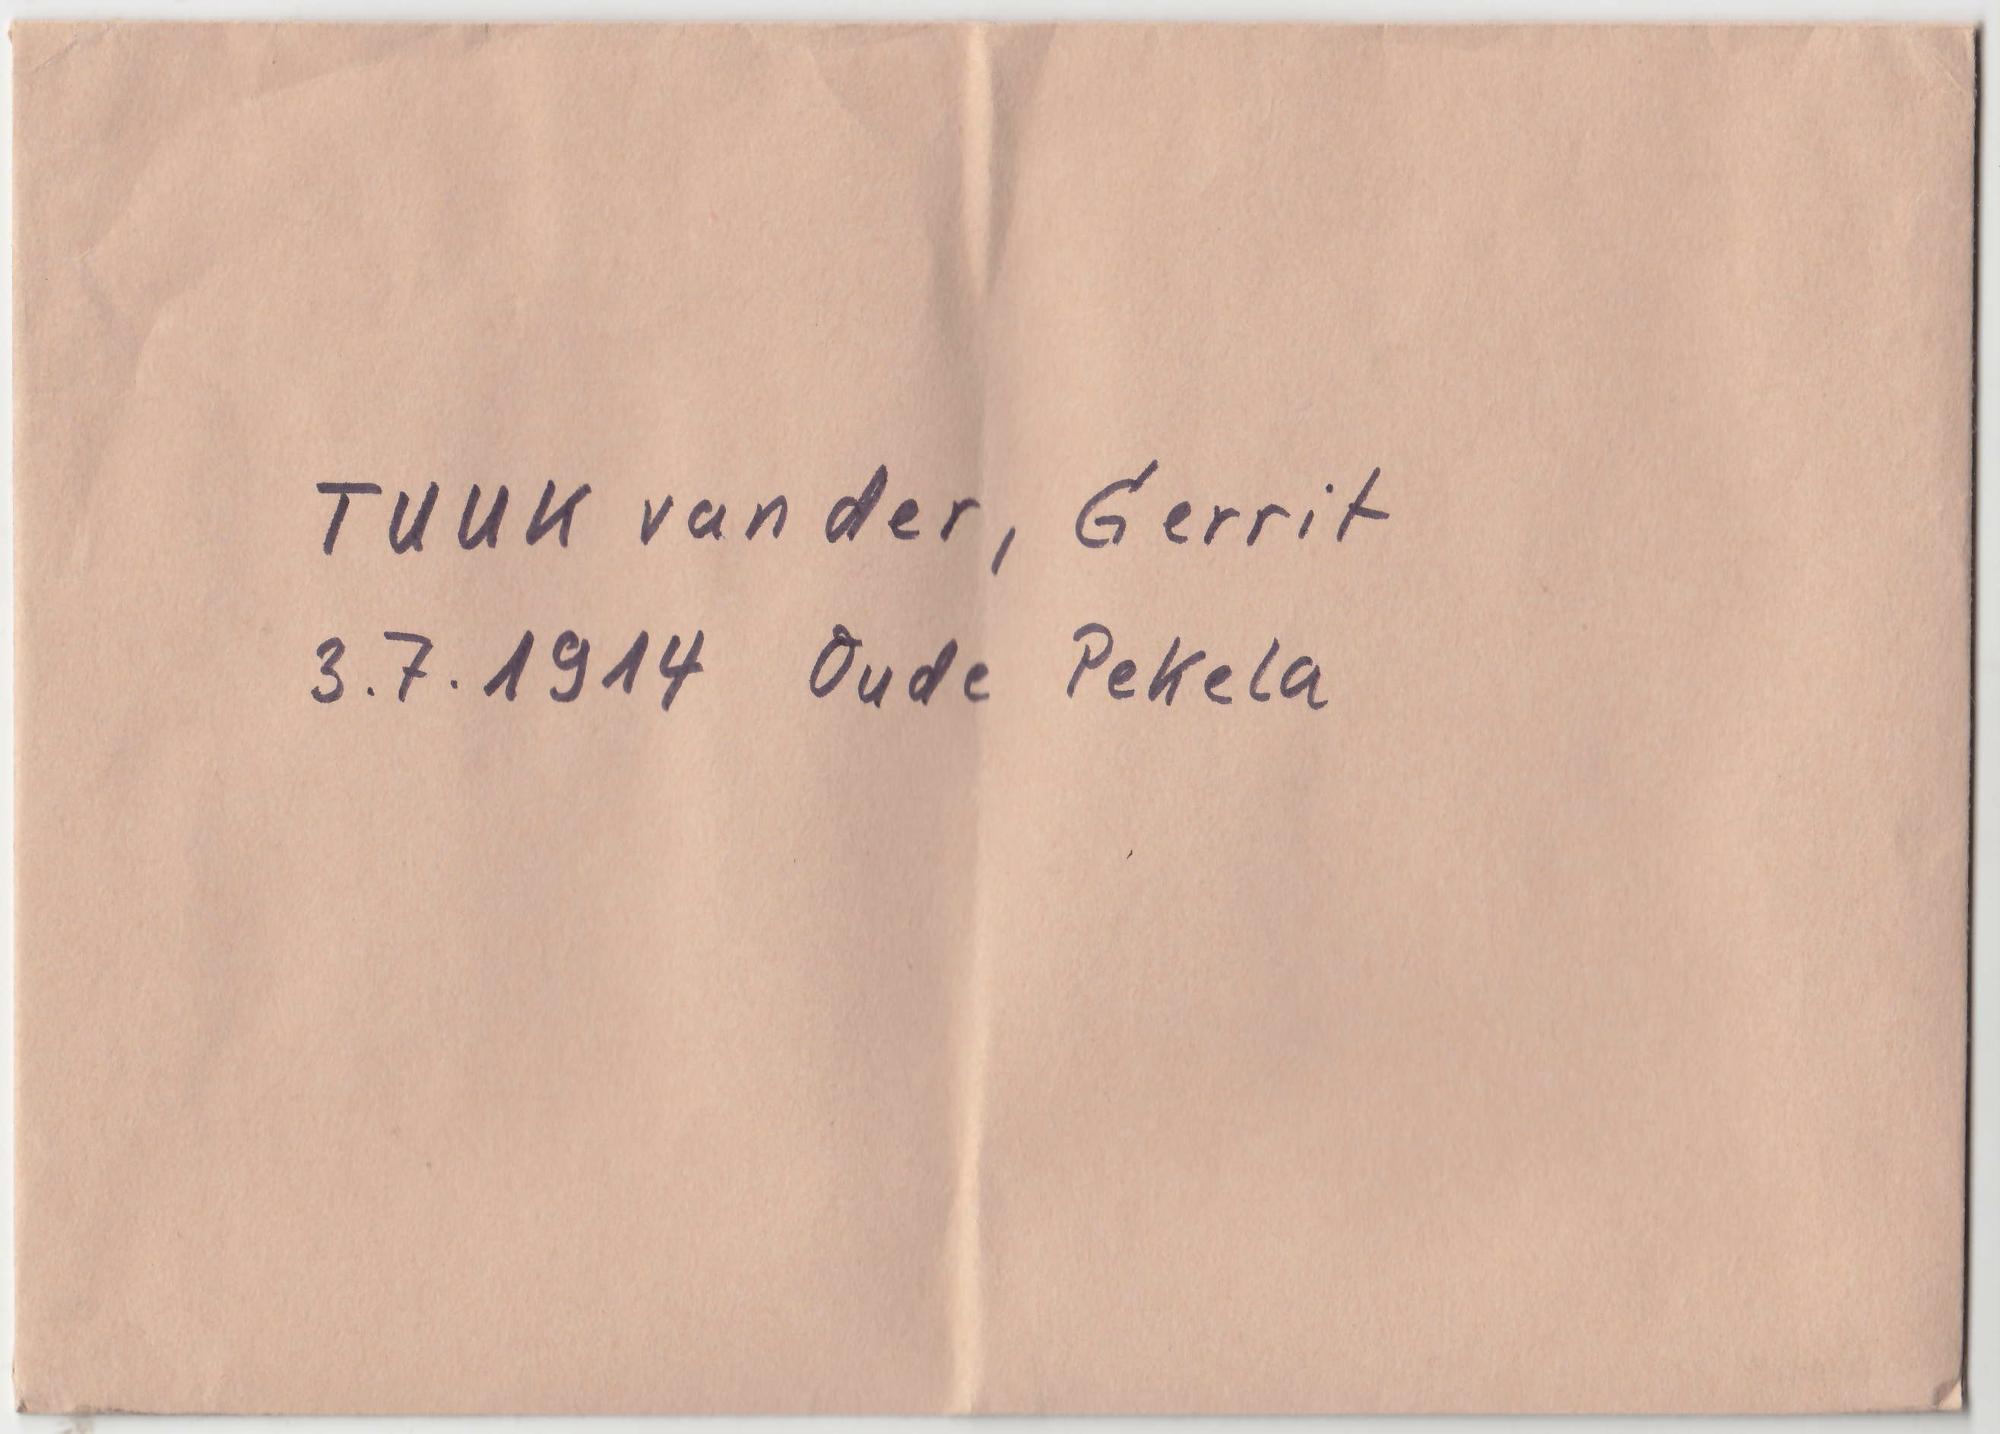 TUUK van der, Gerrit
3.7.1914 Oude Pekela